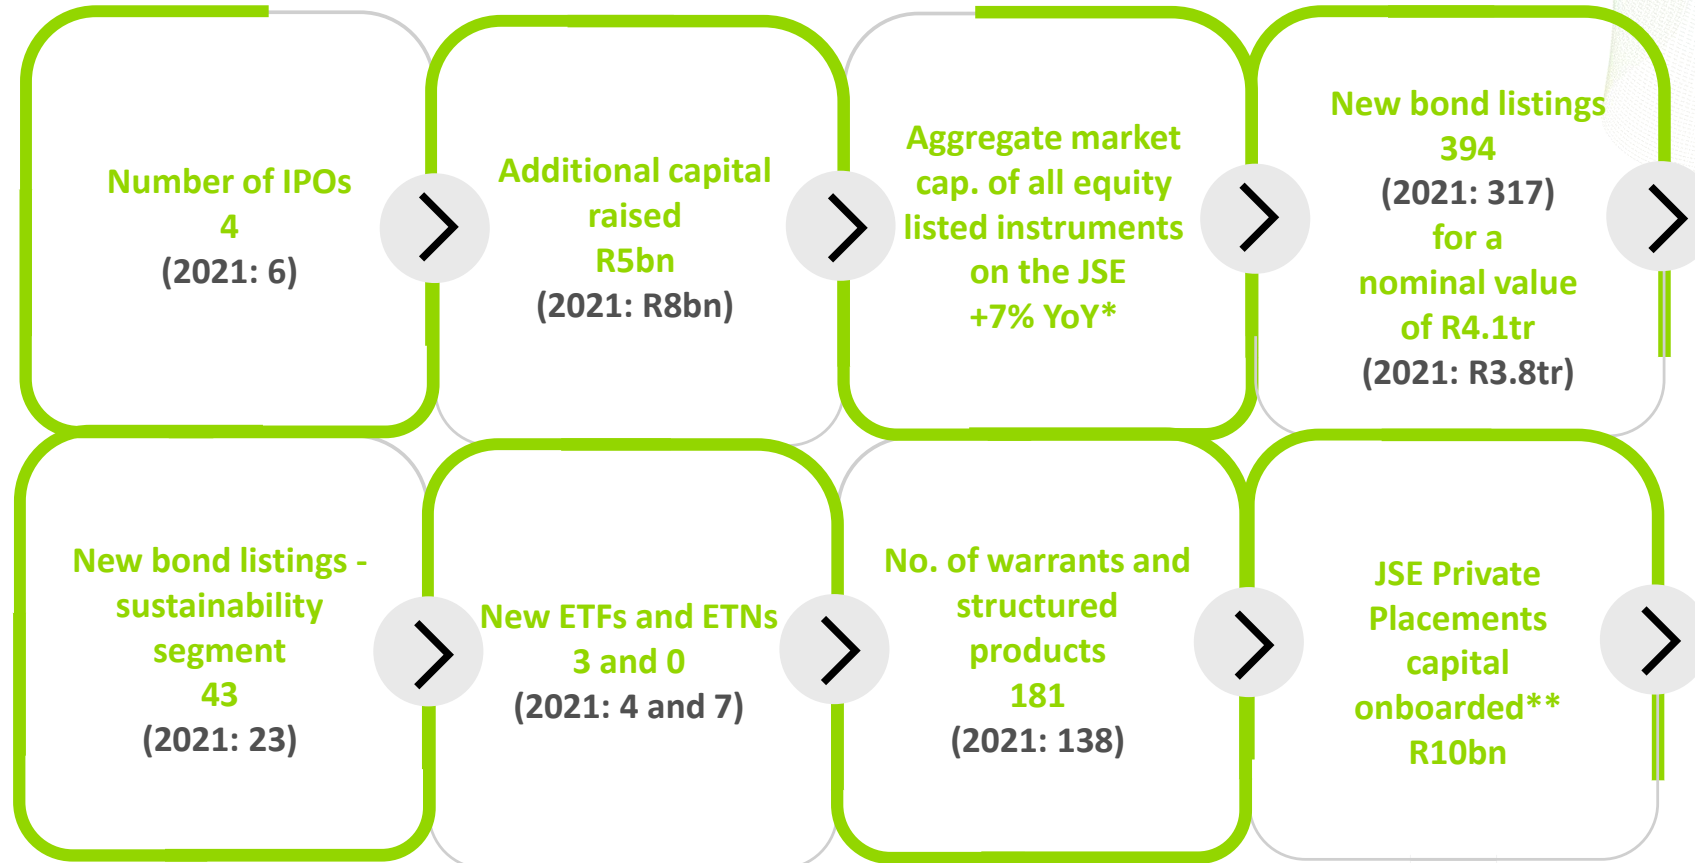 Number of IPOs
4
(2021: 6)
Additional capital
raised
R5bn
(2021: R8bn)
Aggregate market
cap. of all equity
listed instruments
on the JSE
+7% YoY*
New bond listings
394
(2021: 317)
for a
nominal value
of R4.1tr
(2021: R3.8tr)
New bond listings -
sustainability
segment
43
(2021: 23)
New ETFs and ETNs
3 and 0
(2021: 4 and 7)
No. of warrants and
structured
products
181
(2021: 138)
JSE Private
Placements
capital
onboarded**
R10bn